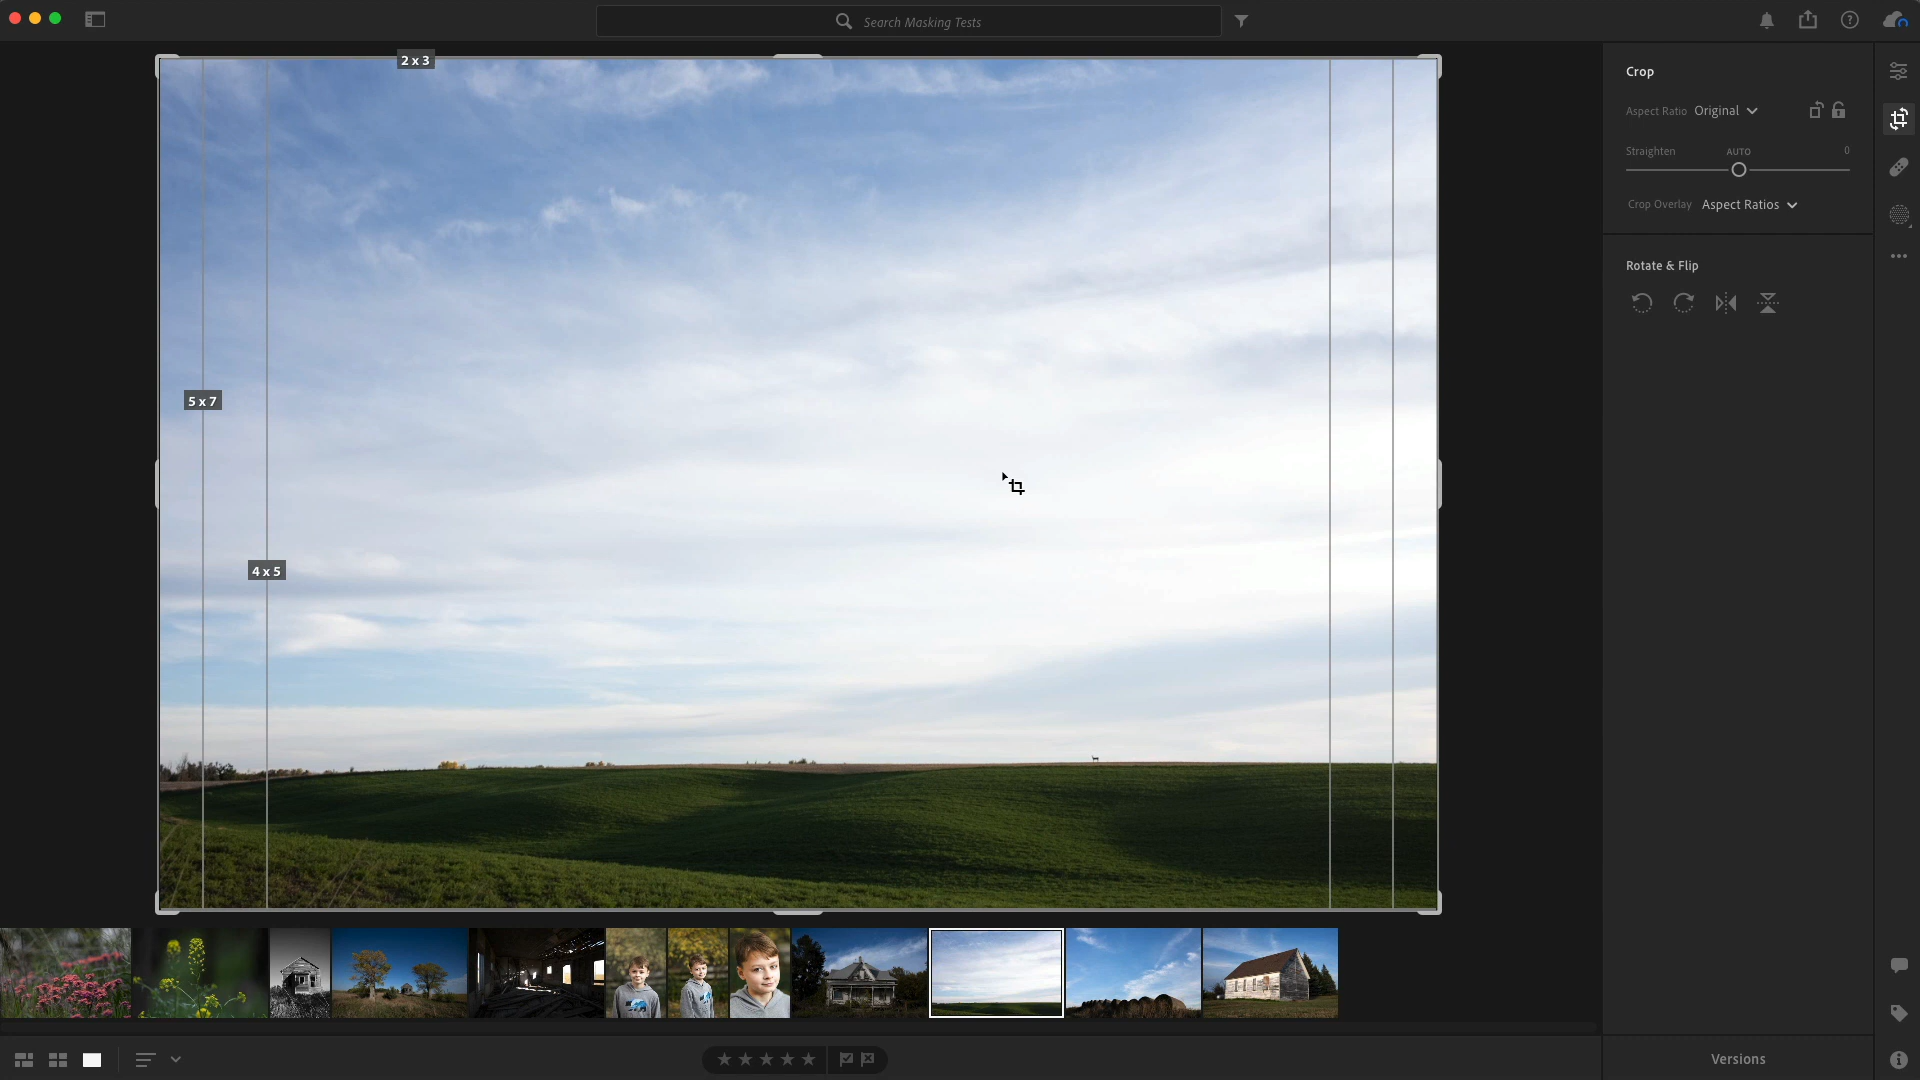 Search Masking Tests
2 x 3
5 x 7
4 x 5
Crop
Aspect Ratio Original
Straighten AUTO 0
Crop Overlay Aspect Ratios
Rotate & Flip
Versions